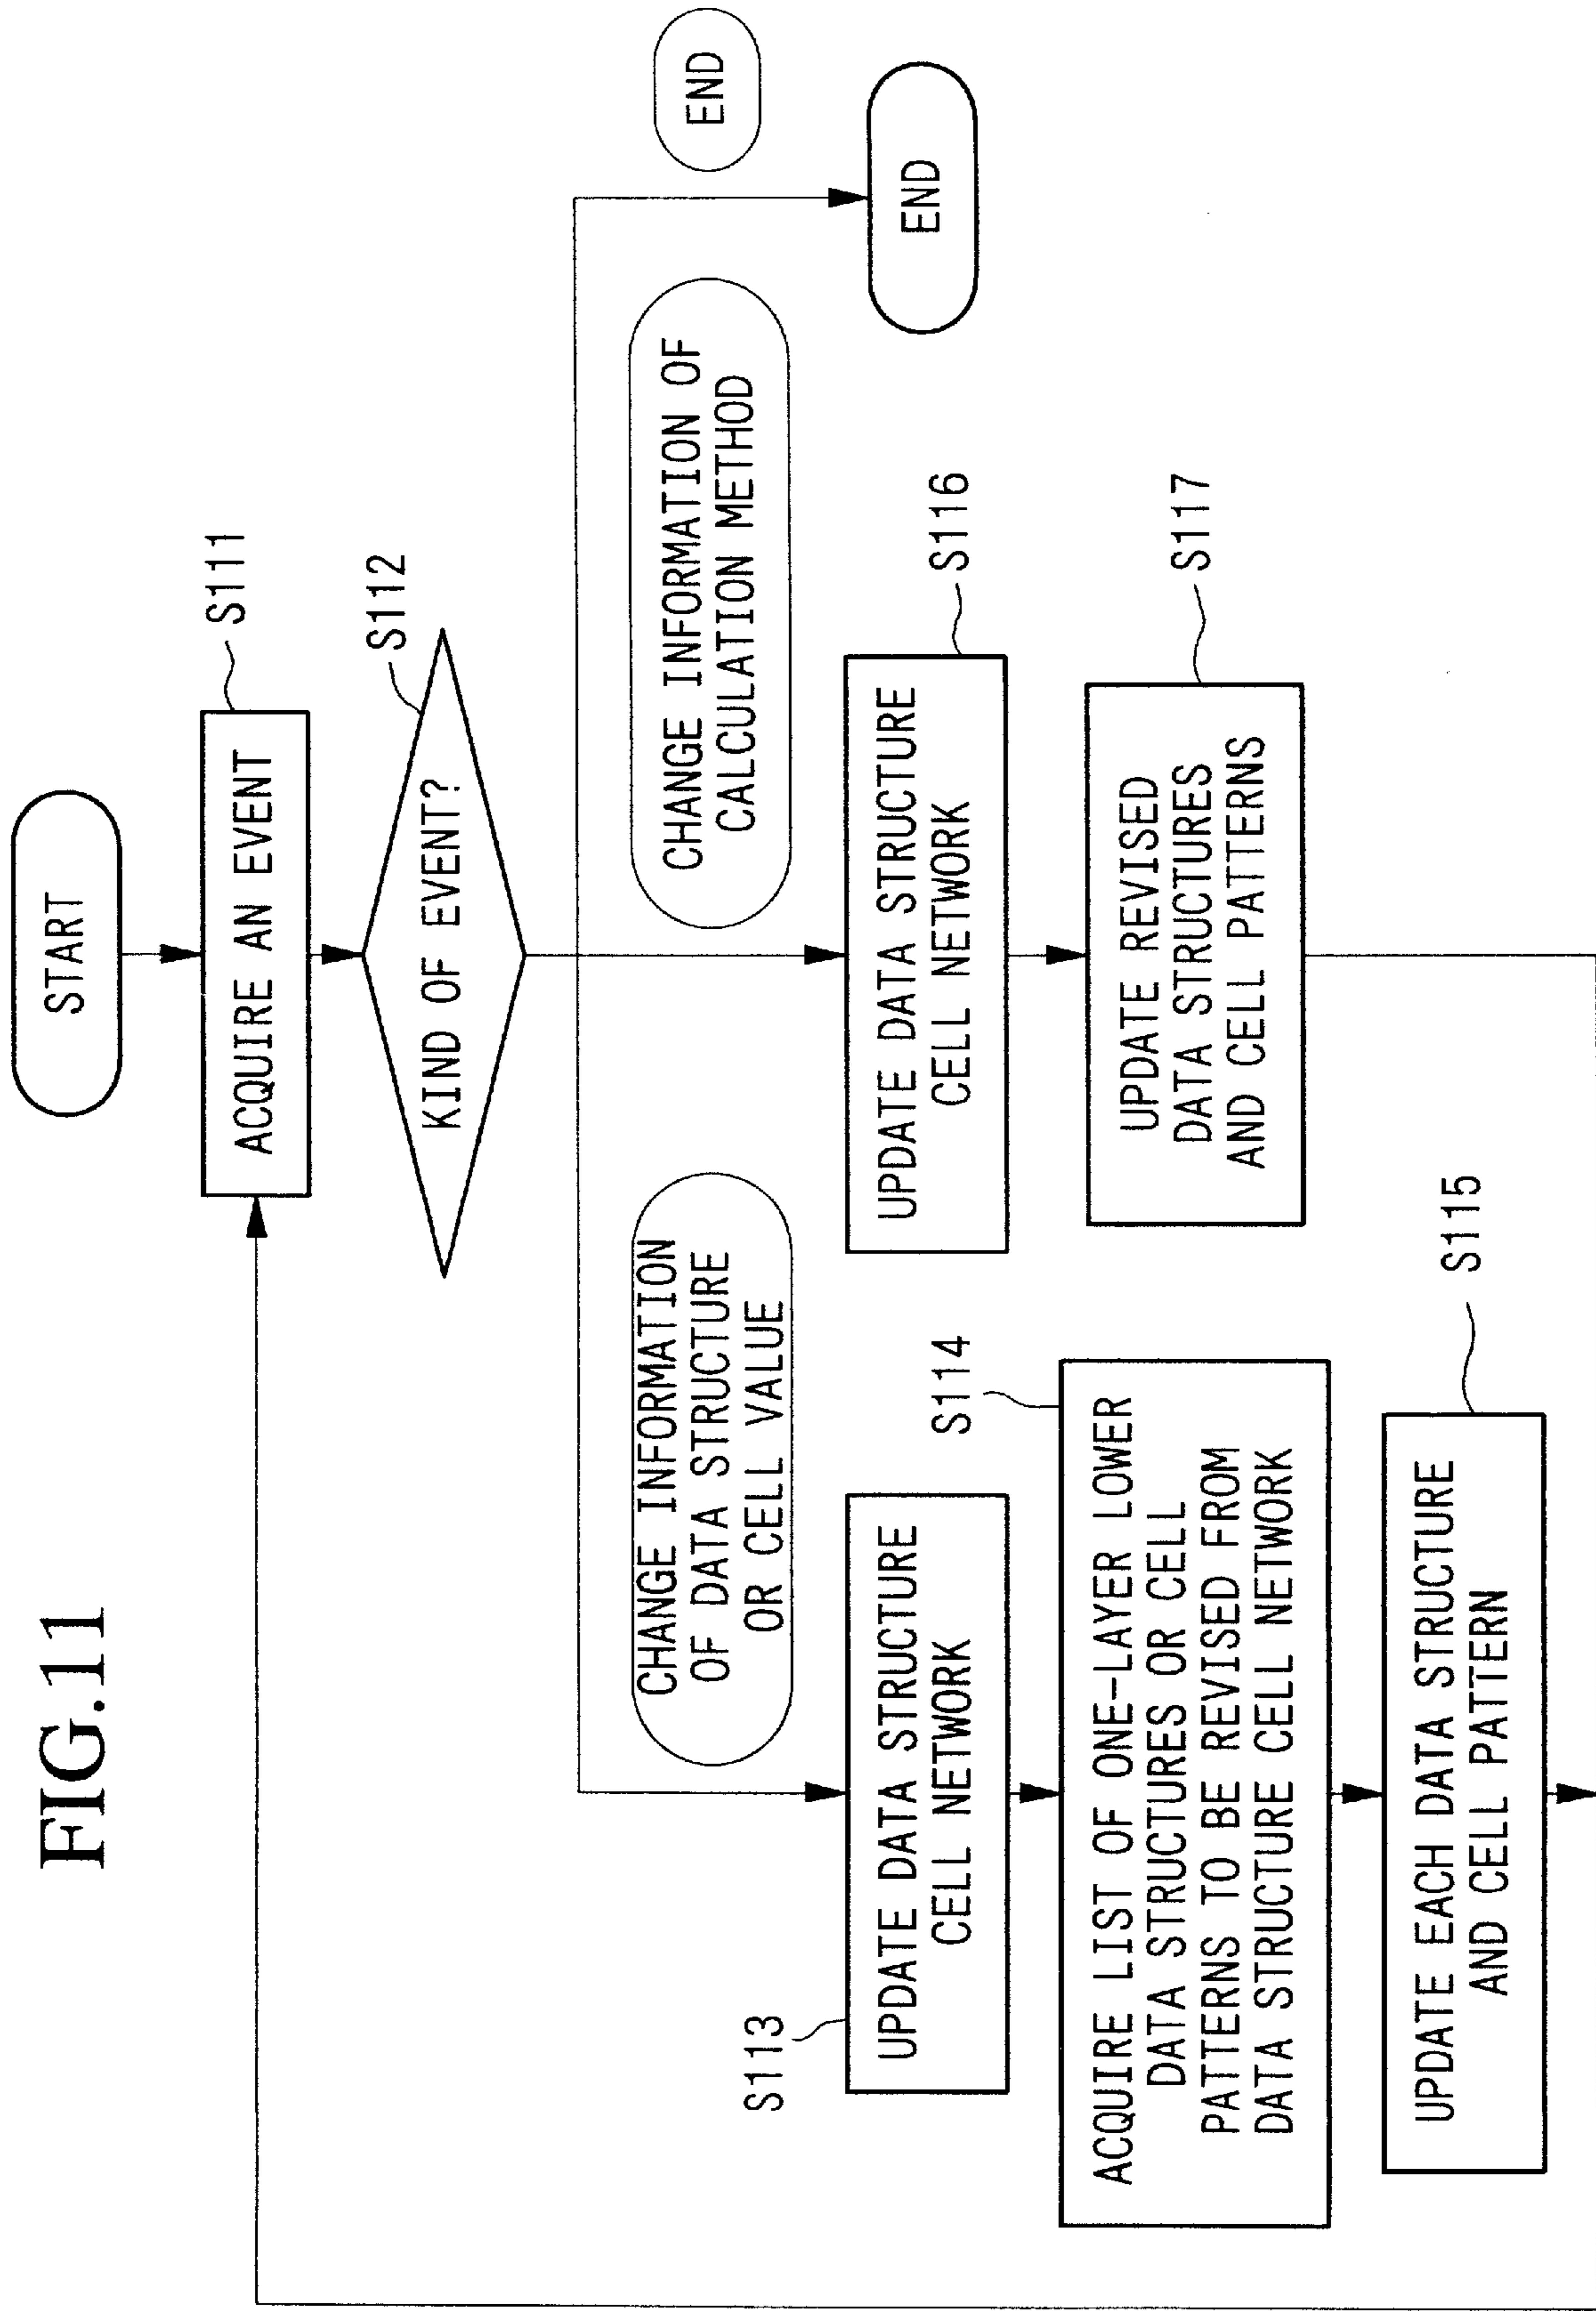 FIG.11
START
ACQUIRE AN EVENT
S111
KIND OF EVENT?
S112
CHANGE INFORMATION
OF DATA STRUCTURE
OR CELL VALUE
CHANGE INFORMATION OF
CALCULATION METHOD
END
S113
UPDATE DATA STRUCTURE
CELL NETWORK
UPDATE DATA STRUCTURE
CELL NETWORK
S116
END
ACQUIRE LIST OF ONE-LAYER LOWER
DATA STRUCTURES OR CELL
PATTERNS TO BE REVISED FROM
DATA STRUCTURE CELL NETWORK
S114
UPDATE REVISED
DATA STRUCTURES
AND CELL PATTERNS
S117
UPDATE EACH DATA STRUCTURE
AND CELL PATTERN
S115